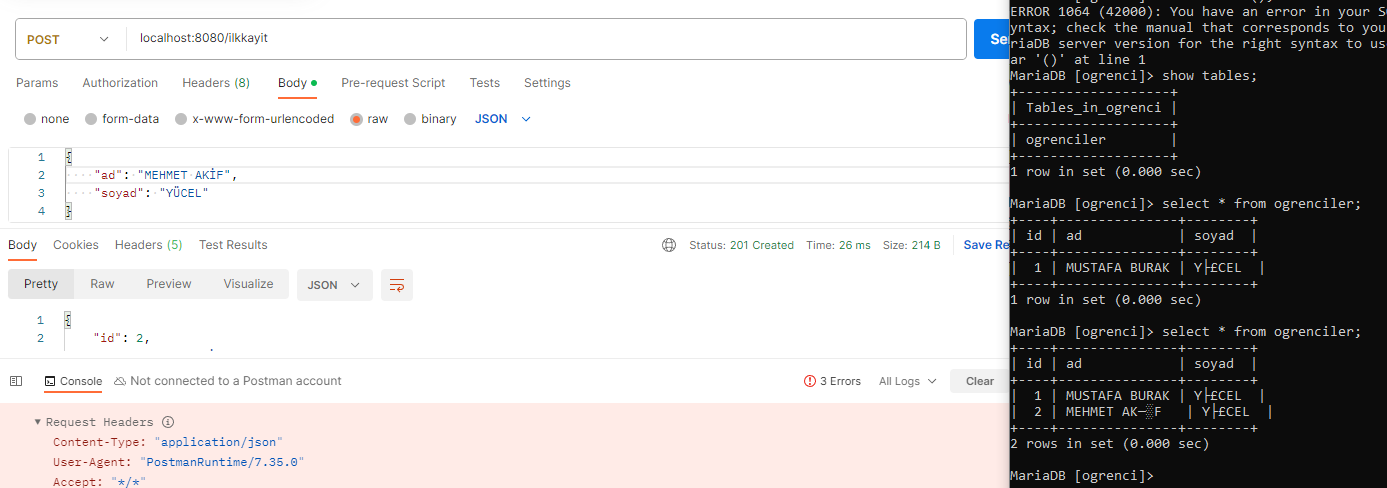 POST
localhost:8080/ilkkayit
Se
Params Authorization Headers (8) Body Pre-request Script Tests Settings
none form-data x-www-form-urlencoded raw binary JSON
1 {
2 "ad": "MEHMET AKİF",
3 "soyad": "YÜCEL"
4 }
Body Cookies Headers (5) Test Results Status: 201 Created Time: 26 ms Size: 214 B Save Re
Pretty Raw Preview Visualize JSON
1 {
2 "id": 2,
Console Not connected to a Postman account 3 Errors All Logs Clear
Request Headers
Content-Type: "application/json"
User-Agent: "PostmanRuntime/7.35.0"
Accept: "*/*"
ERROR 1064 (42000): You have an error in your S
yntax; check the manual that corresponds to you
riaDB server version for the right syntax to us
ar '()' at line 1
MariaDB [ogrenci]> show tables;
+-------------------+
| Tables_in_ogrenci |
+-------------------+
| ogrenciler        |
+-------------------+
1 row in set (0.000 sec)
MariaDB [ogrenci]> select * from ogrenciler;
+----+---------------+--------+
| id | ad            | soyad  |
+----+---------------+--------+
|  1 | MUSTAFA BURAK | Y├£CEL  |
+----+---------------+--------+
1 row in set (0.000 sec)
MariaDB [ogrenci]> select * from ogrenciler;
+----+---------------+--------+
| id | ad            | soyad  |
+----+---------------+--------+
|  1 | MUSTAFA BURAK | Y├£CEL  |
|  2 | MEHMET AK─░F   | Y├£CEL  |
+----+---------------+--------+
2 rows in set (0.000 sec)
MariaDB [ogrenci]>